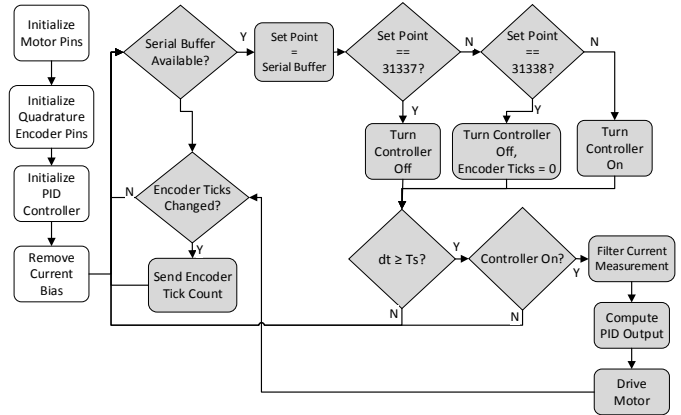 Initialize
Motor Pins
Initialize
Quadrature
Encoder Pins
Initialize
PID
Controller
Remove
Current
Bias
Serial Buffer
Available?
Y
Set Point
=
Serial Buffer
Set Point
==
31337?
N
Set Point
==
31338?
N
Y
Turn
Controller
Off
Y
Turn Controller
Off,
Encoder Ticks = 0
Turn
Controller
On
N
Encoder Ticks
Changed?
Y
Send Encoder
Tick Count
dt ≥ Ts?
Y
N
Controller On?
Y
N
Filter Current
Measurement
Compute
PID Output
Drive
Motor